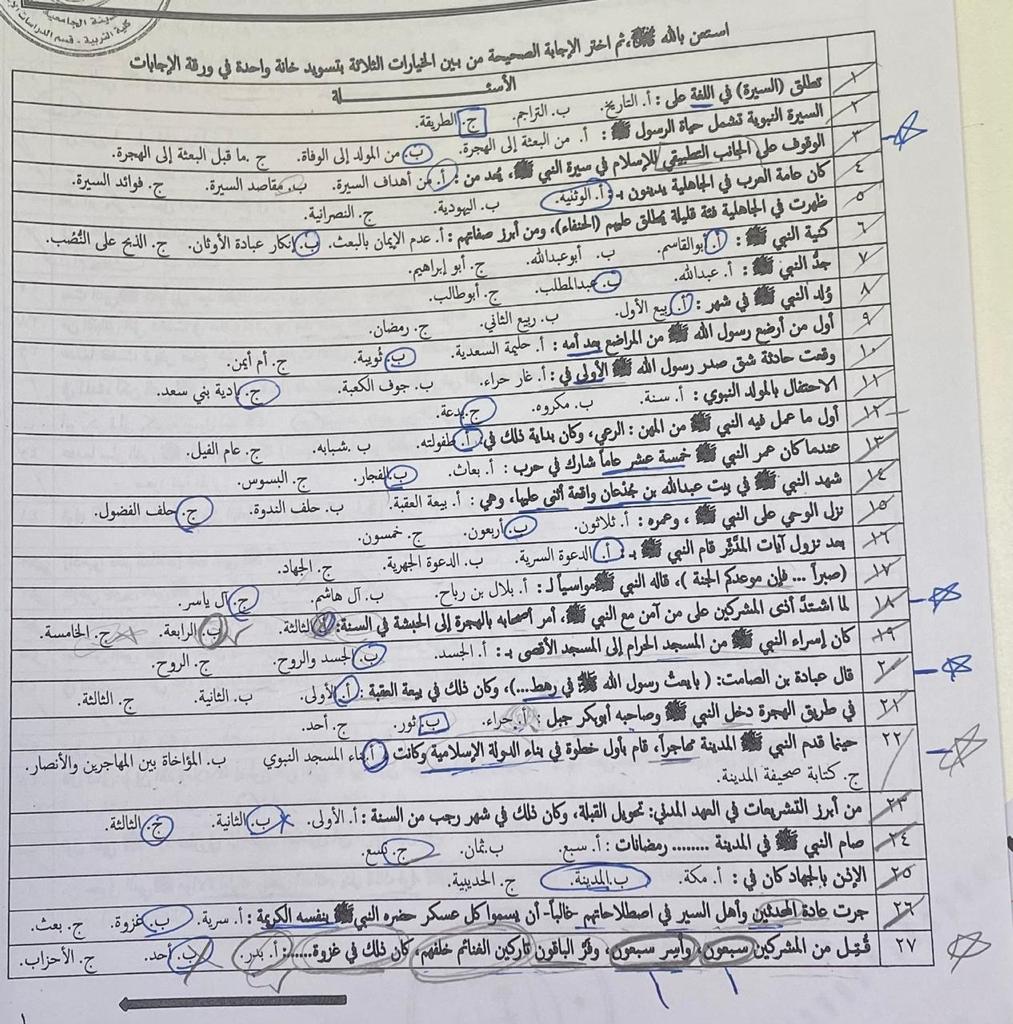 كلية التربية - قسم الدراسات
استعن بالله ﷻ، ثم اختر الإجابة الصحيحة من بين الخيارات الثلاثة بتسويد خانة واحدة في ورقة الإجابات
الأسئلة
١ تطلق (السيرة) في اللغة على : أ. التاريخ. ب. التراجم. ج. الطريقة.
٢ السيرة النبوية تشمل حياة الرسول ﷺ : أ. من البعثة إلى الهجرة. ب. من المولد إلى الوفاة. ج. ما قبل البعثة إلى الهجرة.
٣ الوقوف على الجانب التطبيقي للإسلام في سيرة النبي ﷺ، يُعد من : أ. من أهداف السيرة. ب. مقاصد السيرة. ج. فوائد السيرة.
٤ كان عامة العرب في الجاهلية يدينون بـ : أ. الوثنية. ب. اليهودية. ج. النصرانية.
٥ ظهرت في الجاهلية فئة قليلة يُطلق عليهم (الحنفاء)، ومن أبرز صفاتهم : أ. عدم الإيمان بالبعث. ب. إنكار عبادة الأوثان. ج. الذبح على النُّصُب.
٦ كنية النبي ﷺ : أ. أبوالقاسم. ب. أبوعبدالله. ج. أبو إبراهيم.
٧ جدُّ النبي ﷺ : أ. عبدالله. ب. عبدالمطلب. ج. أبوطالب.
٨ وُلد النبي ﷺ في شهر : أ. ربيع الأول. ب. ربيع الثاني. ج. رمضان.
٩ أول من أرضع رسول الله ﷺ من المراضع بعد أمه : أ. حليمة السعدية. ب. ثويبة. ج. أم أيمن.
١٠ وقعت حادثة شق صدر رسول الله ﷺ الأولى في : أ. غار حراء. ب. جوف الكعبة. ج. بادية بني سعد.
١١ الاحتفال بالمولد النبوي : أ. سنة. ب. مكروه. ج. بدعة.
١٢ أول ما عمل فيه النبي ﷺ من المهن : الرعي، وكان بداية ذلك في: أ. طفولته. ب. شبابه. ج. عام الفيل.
١٣ عندما كان عمر النبي ﷺ خمسة عشر عاماً شارك في حرب : أ. بعاث. ب. الفجار. ج. البسوس.
١٤ شهد النبي ﷺ في بيت عبدالله بن جُدْعان واقعة أثنى عليها، وهي : أ. بيعة العقبة. ب. حلف الندوة. ج. حلف الفضول.
١٥ نزل الوحي على النبي ﷺ ، وعمره : أ. ثلاثون. ب. أربعون. ج. خمسون.
١٦ بعد نزول آيات المدَّثِّر قام النبي ﷺ بـ : أ. الدعوة السرية. ب. الدعوة الجهرية. ج. الجهاد.
١٧ (صبراً ... فإن موعدكم الجنة )، قاله النبي ﷺ مواسياً لـ : أ. بلال بن رباح. ب. آل هاشم. ج. آل ياسر.
١٨ لما اشتدَّ أذى المشركين على من آمن مع النبي ﷺ، أمر أصحابه بالهجرة إلى الحبشة في السنة: أ. الثالثة. ب. الرابعة. ج. الخامسة.
١٩ كان إسراء النبي ﷺ من المسجد الحرام إلى المسجد الأقصى بـ : أ. الجسد. ب. الجسد والروح. ج. الروح.
٢٠ قال عبادة بن الصامت: ( بايعت رسول الله ﷺ في رهط...)، وكان ذلك في بيعة العقبة : أ. الأولى. ب. الثانية. ج. الثالثة.
٢١ في طريق الهجرة دخل النبي ﷺ وصاحبه أبوبكر جبل : أ. حراء. ب. ثور. ج. أحد.
٢٢ حينما قدم النبي ﷺ المدينة مهاجراً، قام بأول خطوة في بناء الدولة الإسلامية وكانت : أ. بناء المسجد النبوي ب. المؤاخاة بين المهاجرين والأنصار.
ج. كتابة صحيفة المدينة.
٢٣ من أبرز التشريعات في العهد المدني: تحويل القبلة، وكان ذلك في شهر رجب من السنة : أ. الأولى. ب. الثانية. ج. الثالثة.
٢٤ صام النبي ﷺ في المدينة ........ رمضانات : أ. سبع. ب. ثمان. ج. تسع.
٢٥ الإذن بالجهاد كان في : أ. مكة. ب. المدينة. ج. الحديبية.
٢٦ جرت عادة المحدثين وأهل السير في اصطلاحاتهم -غالباً- أن يسموا كل عسكر حضره النبي ﷺ بنفسه الكريمة : أ. سرية. ب. غزوة. ج. بعث.
٢٧ قُتِل من المشركين سبعون، وأُسِر سبعون، وفرَّ الباقون تاركين الغنائم خلفهم، كان ذلك في غزوة......: أ. بدر. ب. أحد. ج. الأحزاب.